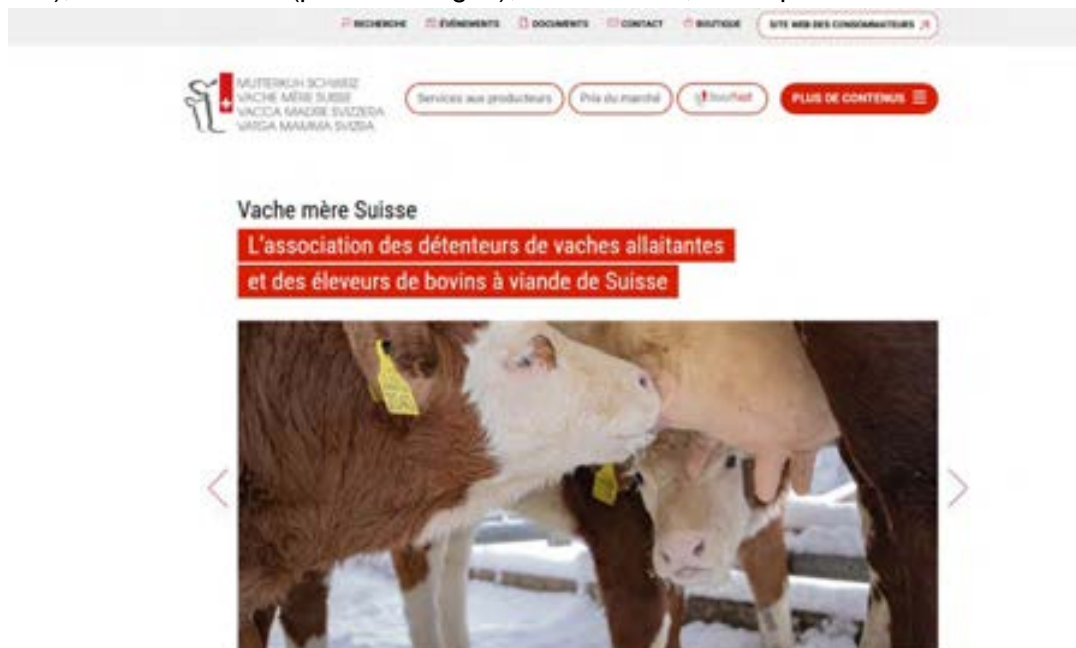 RECHERCHE ÉVÉNEMENTS DOCUMENTS CONTACT BOUTIQUE SITE WEB DES CONSOMMATEURS
MUTTERKUH SCHWEIZ
VACHE MÈRE SUISSE
VACCA MADRE SVIZZERA
VATGA MAMMA SVIZRA
Services aux producteurs Prix du marché PLUS DE CONTENUS
Vache mère Suisse
L'association des détenteurs de vaches allaitantes
et des éleveurs de bovins à viande de Suisse